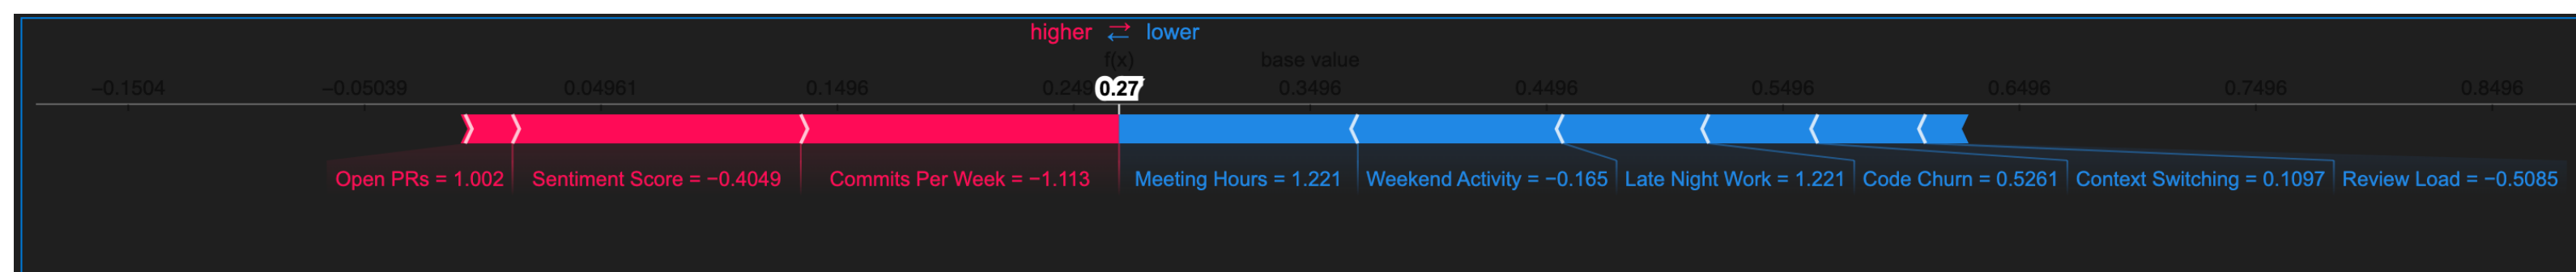 higher ⇄ lower
f(x) base value
−0.1504 −0.05039 0.04961 0.1496 0.249 0.27 0.3496 0.4496 0.5496 0.6496 0.7496 0.8496
Open PRs = 1.002 Sentiment Score = −0.4049 Commits Per Week = −1.113 Meeting Hours = 1.221 Weekend Activity = −0.165 Late Night Work = 1.221 Code Churn = 0.5261 Context Switching = 0.1097 Review Load = −0.5085